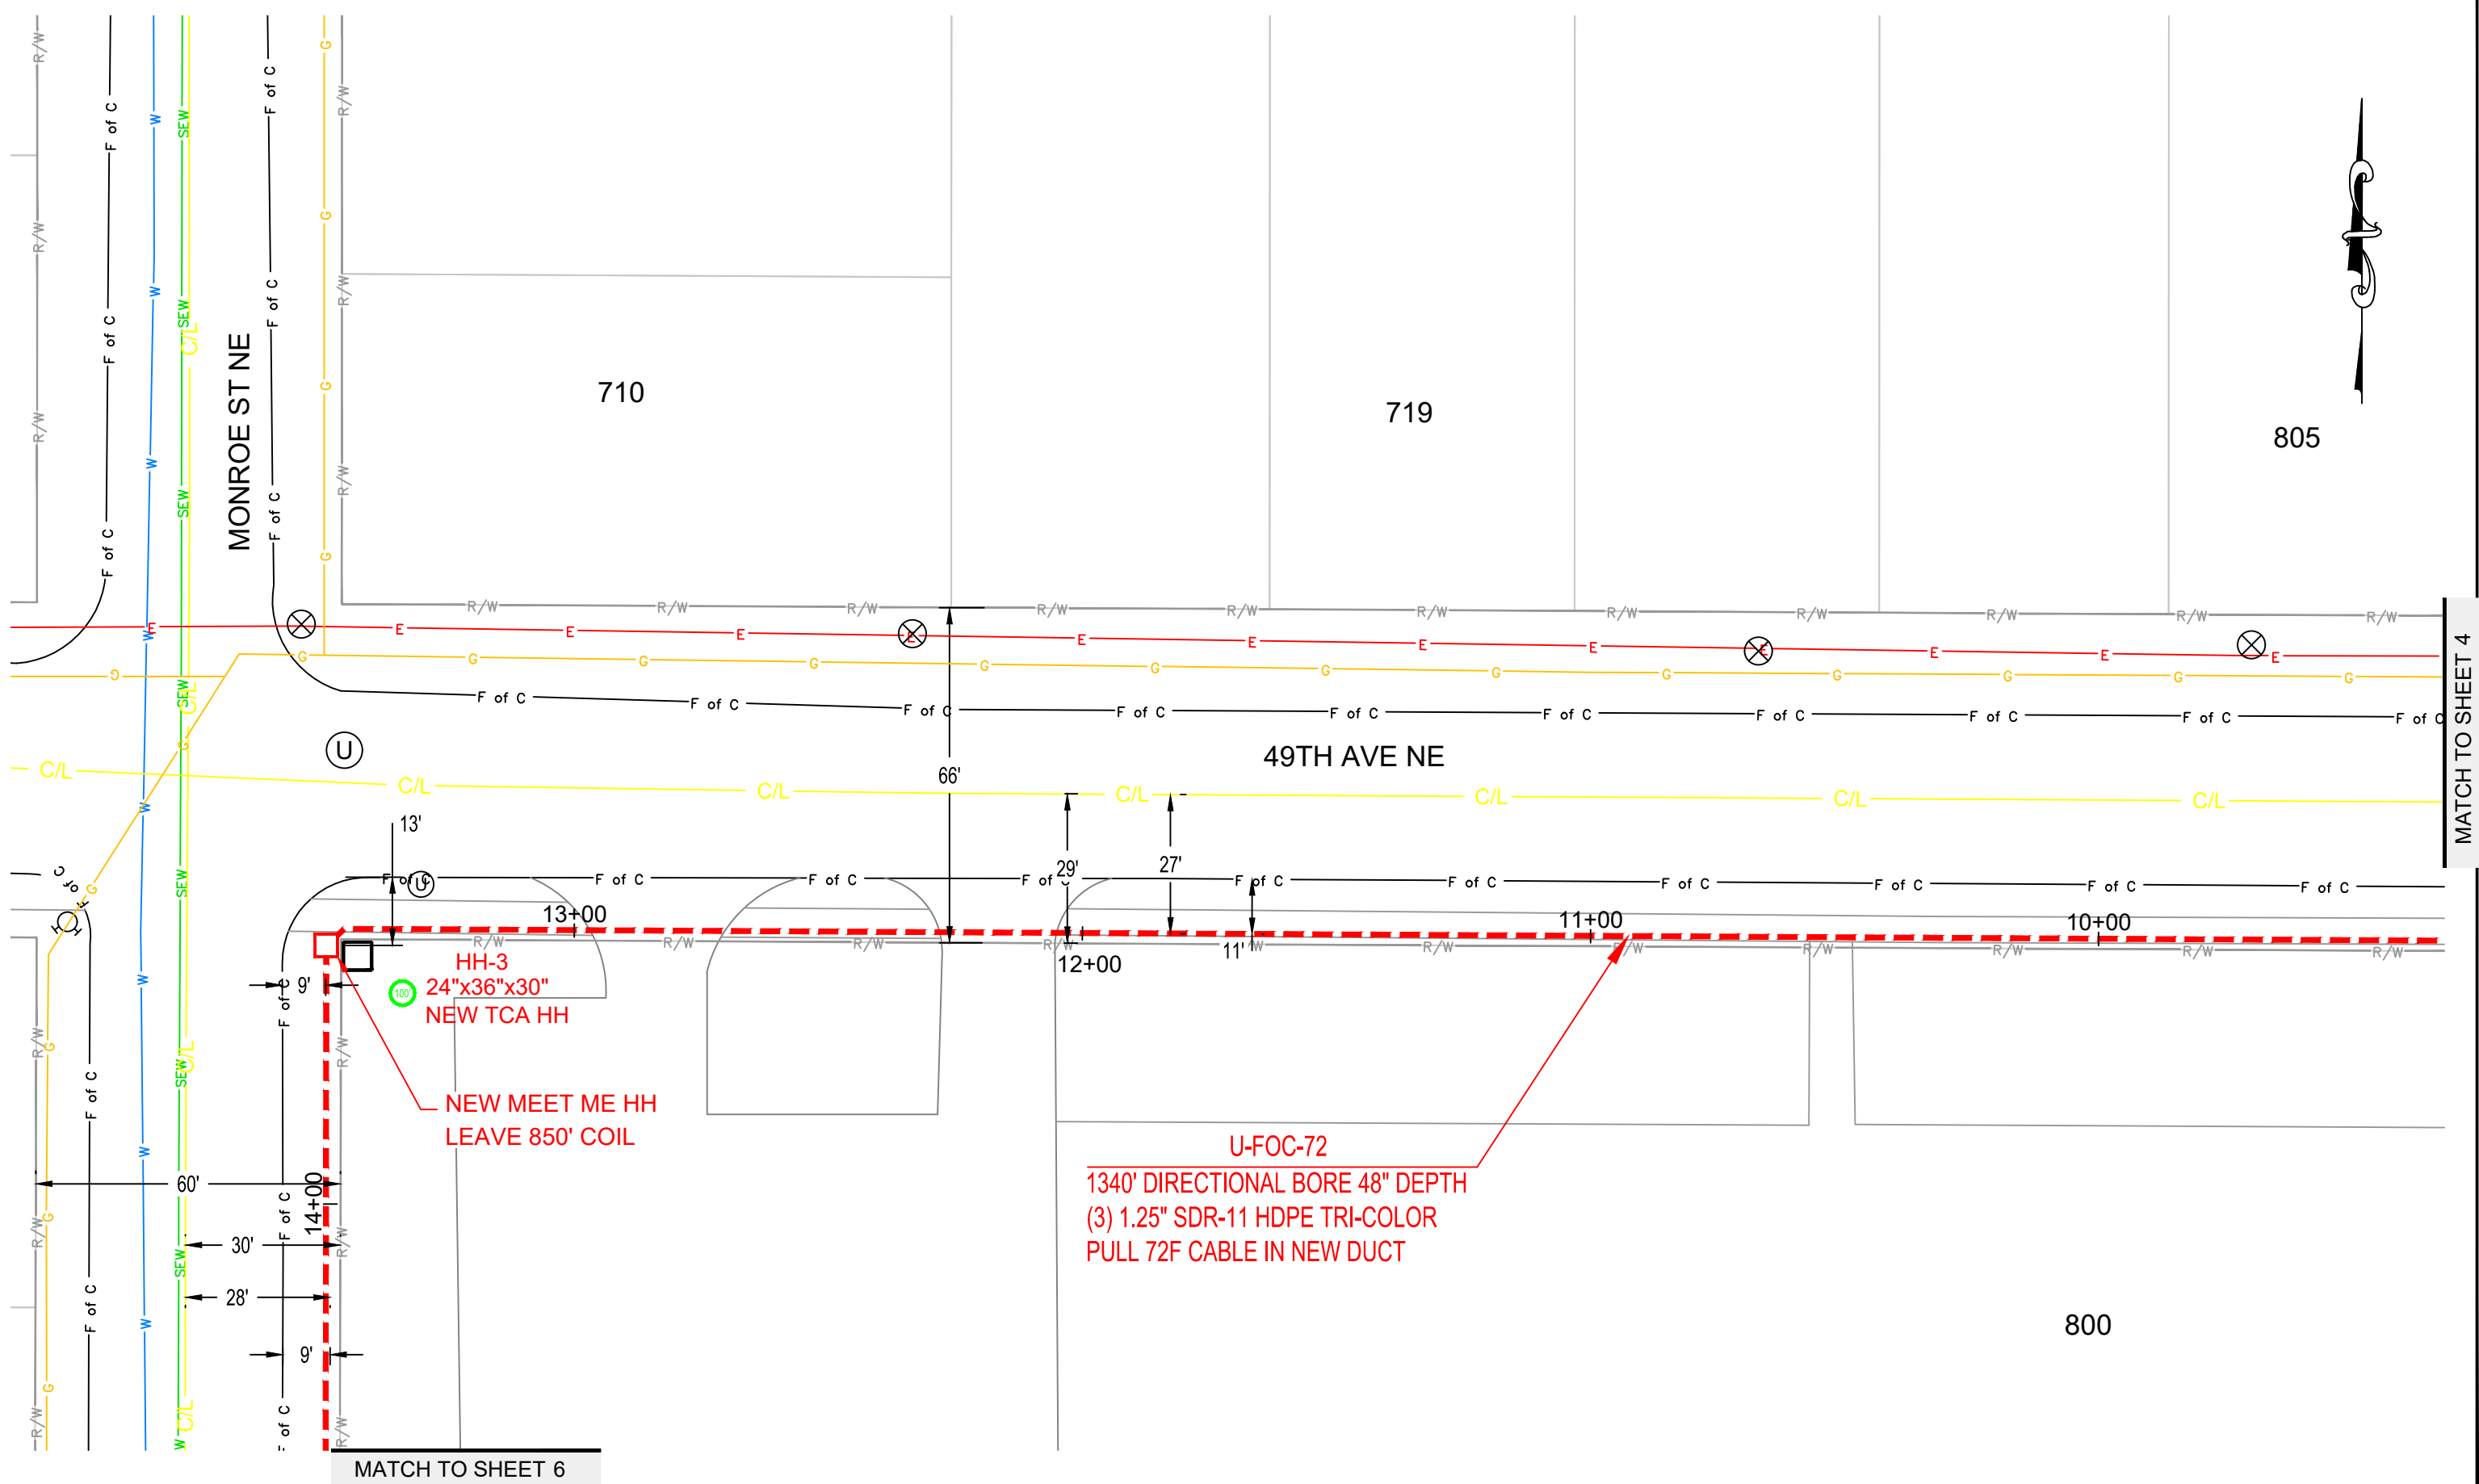 MONROE ST NE
710
719
805
R/W
F of C
W
SEW
C/L
G
E
MATCH TO SHEET 4
U
49TH AVE NE
66'
13'
29'
27'
U
H
13+00
11+00
10+00
12+00
11'
HH-3
24"x36"x30"
NEW TCA HH
100'
9'
NEW MEET ME HH
LEAVE 850' COIL
60'
14+00
30'
28'
9'
U-FOC-72
1340' DIRECTIONAL BORE 48" DEPTH
(3) 1.25" SDR-11 HDPE TRI-COLOR
PULL 72F CABLE IN NEW DUCT
800
MATCH TO SHEET 6